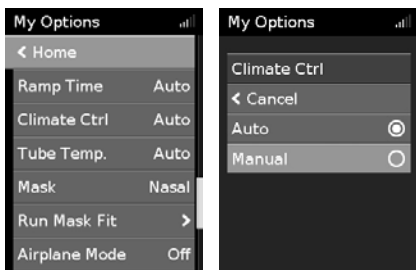 My Options
< Home
Ramp Time Auto
Climate Ctrl Auto
Tube Temp. Auto
Mask Nasal
Run Mask Fit >
Airplane Mode Off
My Options
Climate Ctrl
< Cancel
Auto
Manual